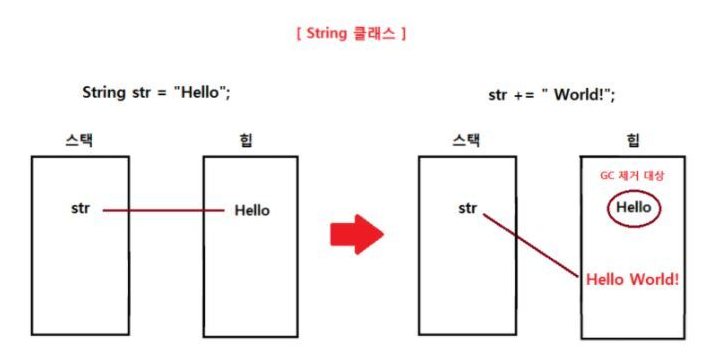 [ String 클래스 ]
String str = "Hello";
str += " World!";
스택
힙
스택
힙
GC 제거 대상
str
Hello
str
Hello
Hello World!